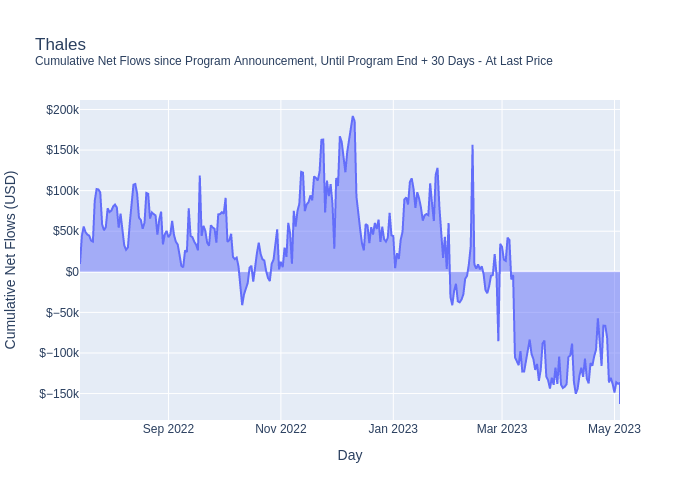 Thales
Cumulative Net Flows since Program Announcement, Until Program End + 30 Days - At Last Price
Cumulative Net Flows (USD)
$200k
$150k
$100k
$50k
$0
$−50k
$−100k
$−150k
Sep 2022 Nov 2022 Jan 2023 Mar 2023 May 2023
Day